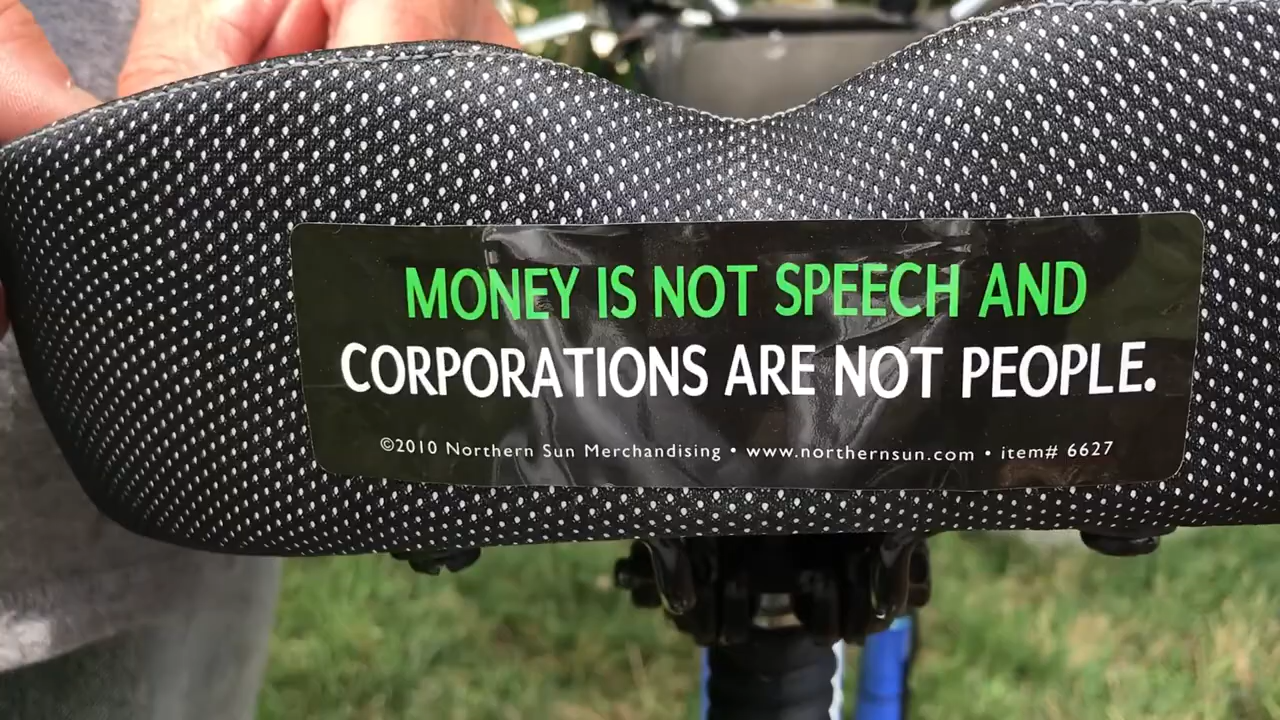 MONEY IS NOT SPEECH AND
CORPORATIONS ARE NOT PEOPLE.
©2010 Northern Sun Merchandising • www.northernsun.com • item# 6627